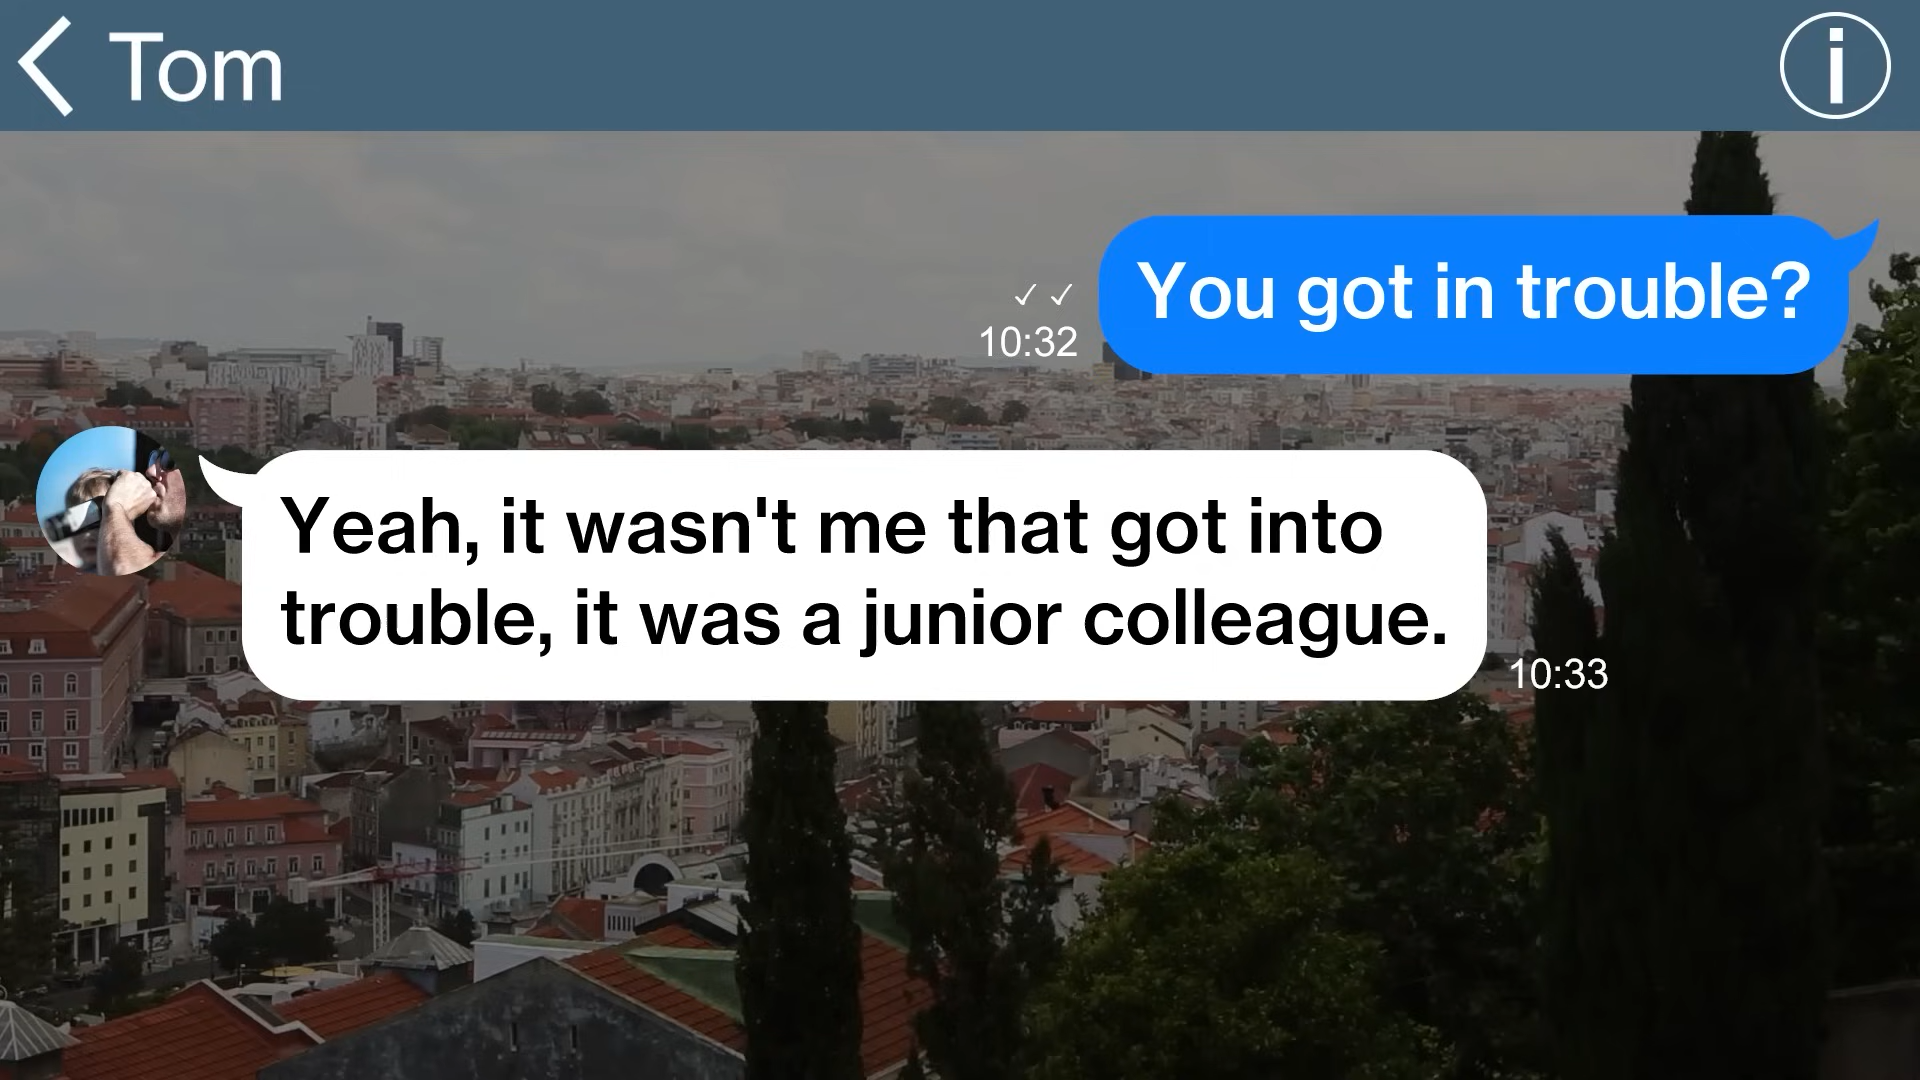 Tom
You got in trouble?
✓ ✓
10:32
Yeah, it wasn't me that got into
trouble, it was a junior colleague.
10:33